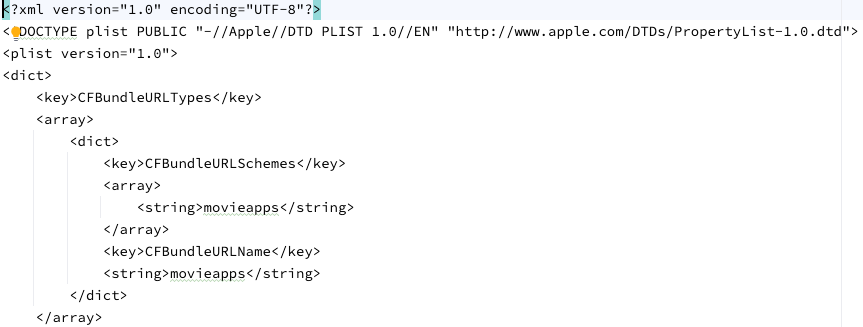 <?xml version="1.0" encoding="UTF-8"?>
<!DOCTYPE plist PUBLIC "-//Apple//DTD PLIST 1.0//EN" "http://www.apple.com/DTDs/PropertyList-1.0.dtd">
<plist version="1.0">
<dict>
    <key>CFBundleURLTypes</key>
    <array>
        <dict>
            <key>CFBundleURLSchemes</key>
            <array>
                <string>movieapps</string>
            </array>
            <key>CFBundleURLName</key>
            <string>movieapps</string>
        </dict>
    </array>